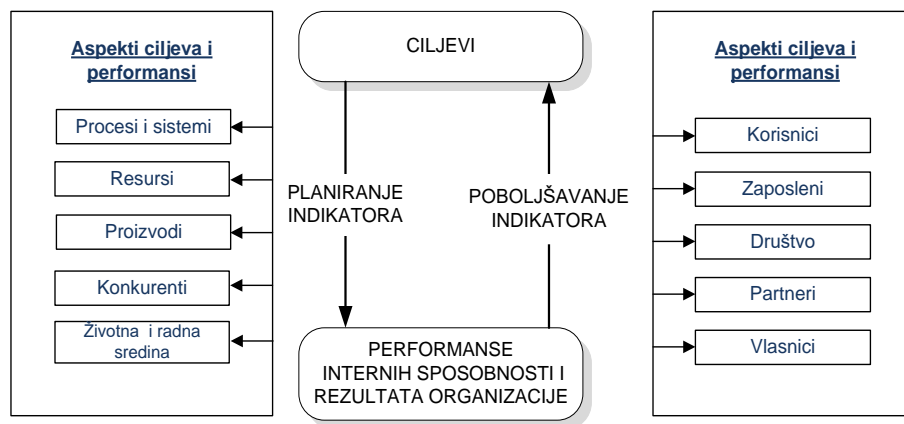 Aspekti ciljeva i
performansi
Procesi i sistemi
Resursi
Proizvodi
Konkurenti
Životna i radna
sredina
CILJEVI
PLANIRANJE
INDIKATORA
POBOLJŠAVANJE
INDIKATORA
PERFORMANSE
INTERNIH SPOSOBNOSTI I
REZULTATA ORGANIZACIJE
Aspekti ciljeva i
performansi
Korisnici
Zaposleni
Društvo
Partneri
Vlasnici